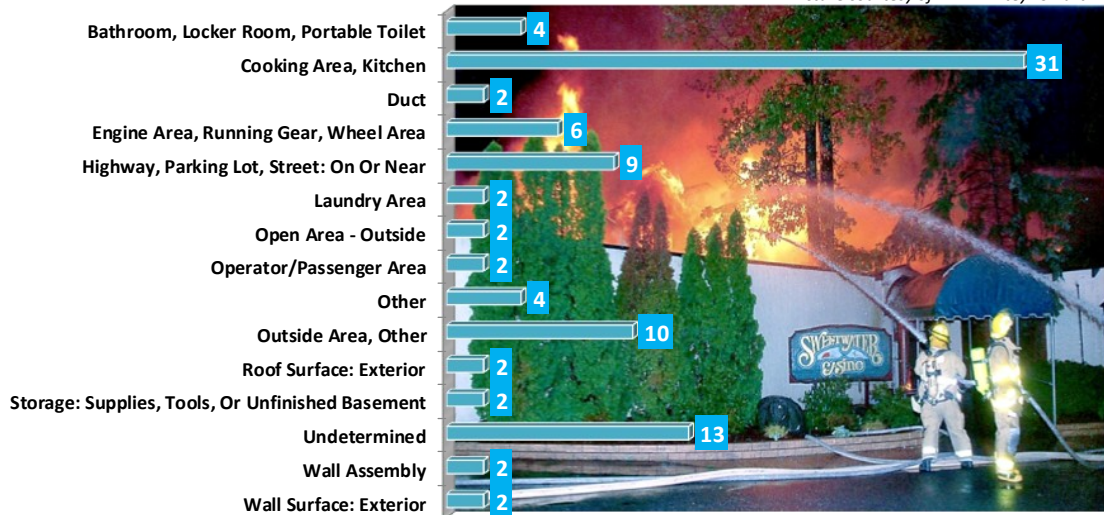 Bathroom, Locker Room, Portable Toilet 4
Cooking Area, Kitchen 31
Duct 2
Engine Area, Running Gear, Wheel Area 6
Highway, Parking Lot, Street: On Or Near 9
Laundry Area 2
Open Area - Outside 2
Operator/Passenger Area 2
Other 4
Outside Area, Other 10
Roof Surface: Exterior 2
Storage: Supplies, Tools, Or Unfinished Basement 2
Undetermined 13
Wall Assembly 2
Wall Surface: Exterior 2
SWEETWATER